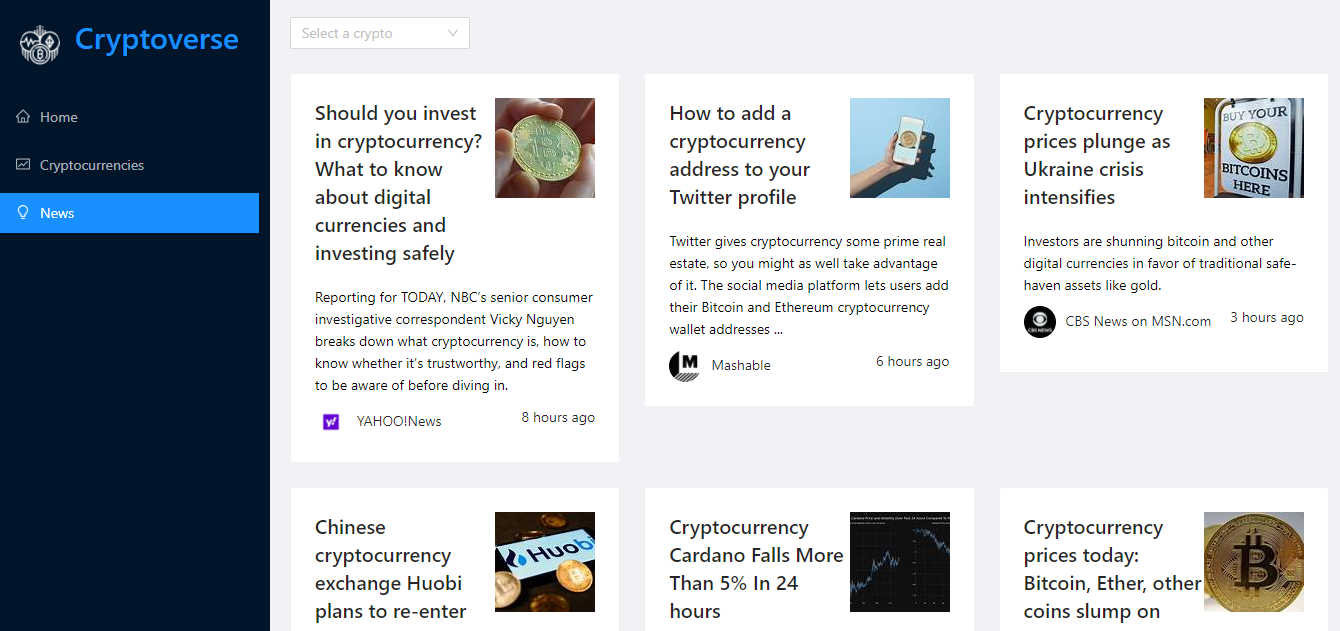 Cryptoverse
Home
Cryptocurrencies
News
Select a crypto
Should you invest
in cryptocurrency?
What to know
about digital
currencies and
investing safely
Reporting for TODAY, NBC’s senior consumer
investigative correspondent Vicky Nguyen
breaks down what cryptocurrency is, how to
know whether it’s trustworthy, and red flags
to be aware of before diving in.
y!
YAHOO!News
8 hours ago
How to add a
cryptocurrency
address to your
Twitter profile
Twitter gives cryptocurrency some prime real
estate, so you might as well take advantage
of it. The social media platform lets users add
their Bitcoin and Ethereum cryptocurrency
wallet addresses ...
M
Mashable
6 hours ago
Cryptocurrency
prices plunge as
Ukraine crisis
intensifies
BUY YOUR
BITCOINS
HERE
Investors are shunning bitcoin and other
digital currencies in favor of traditional safe-
haven assets like gold.
CBS NEWS
CBS News on MSN.com
3 hours ago
Chinese
cryptocurrency
exchange Huobi
plans to re-enter
Huobi
Cryptocurrency
Cardano Falls More
Than 5% In 24
hours
Cryptocurrency
prices today:
Bitcoin, Ether, other
coins slump on